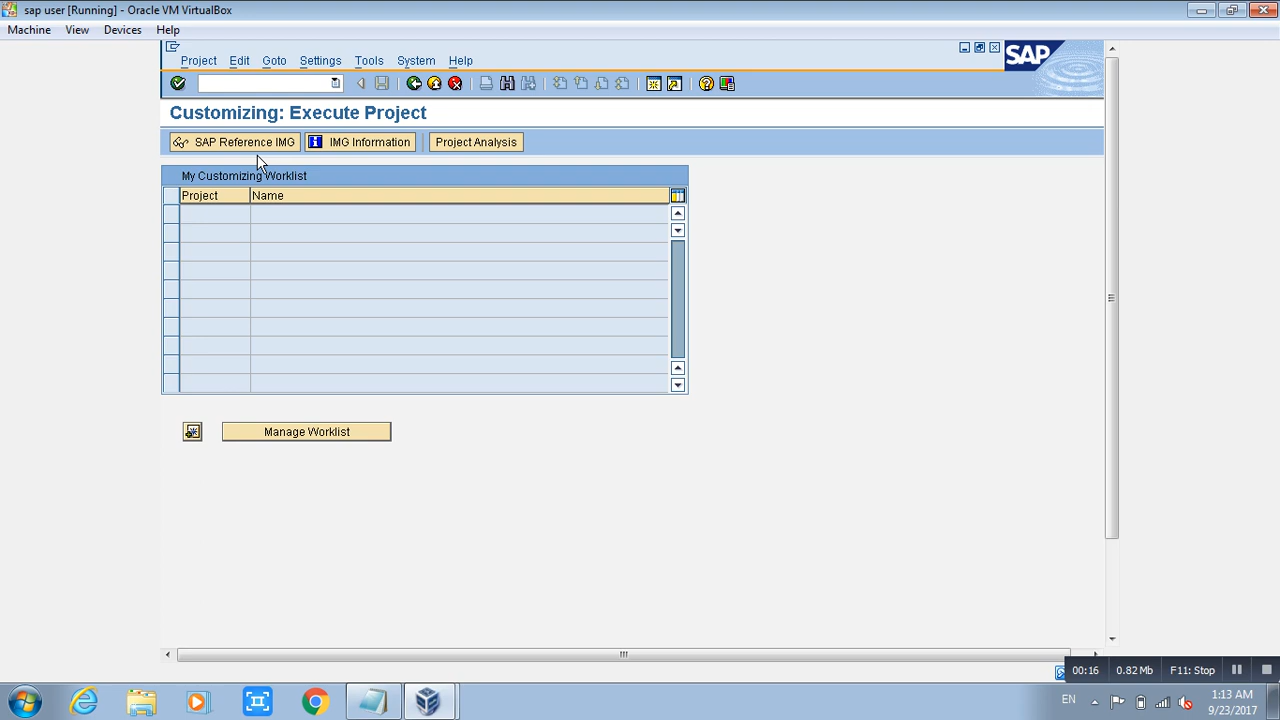 sap user [Running] - Oracle VM VirtualBox
Machine View Devices Help
Project Edit Goto Settings Tools System Help
SAP
Customizing: Execute Project
SAP Reference IMG IMG Information Project Analysis
My Customizing Worklist
Project Name
Manage Worklist
00:16 0.82 MB F11: Stop
EN 1:13 AM
9/23/2017